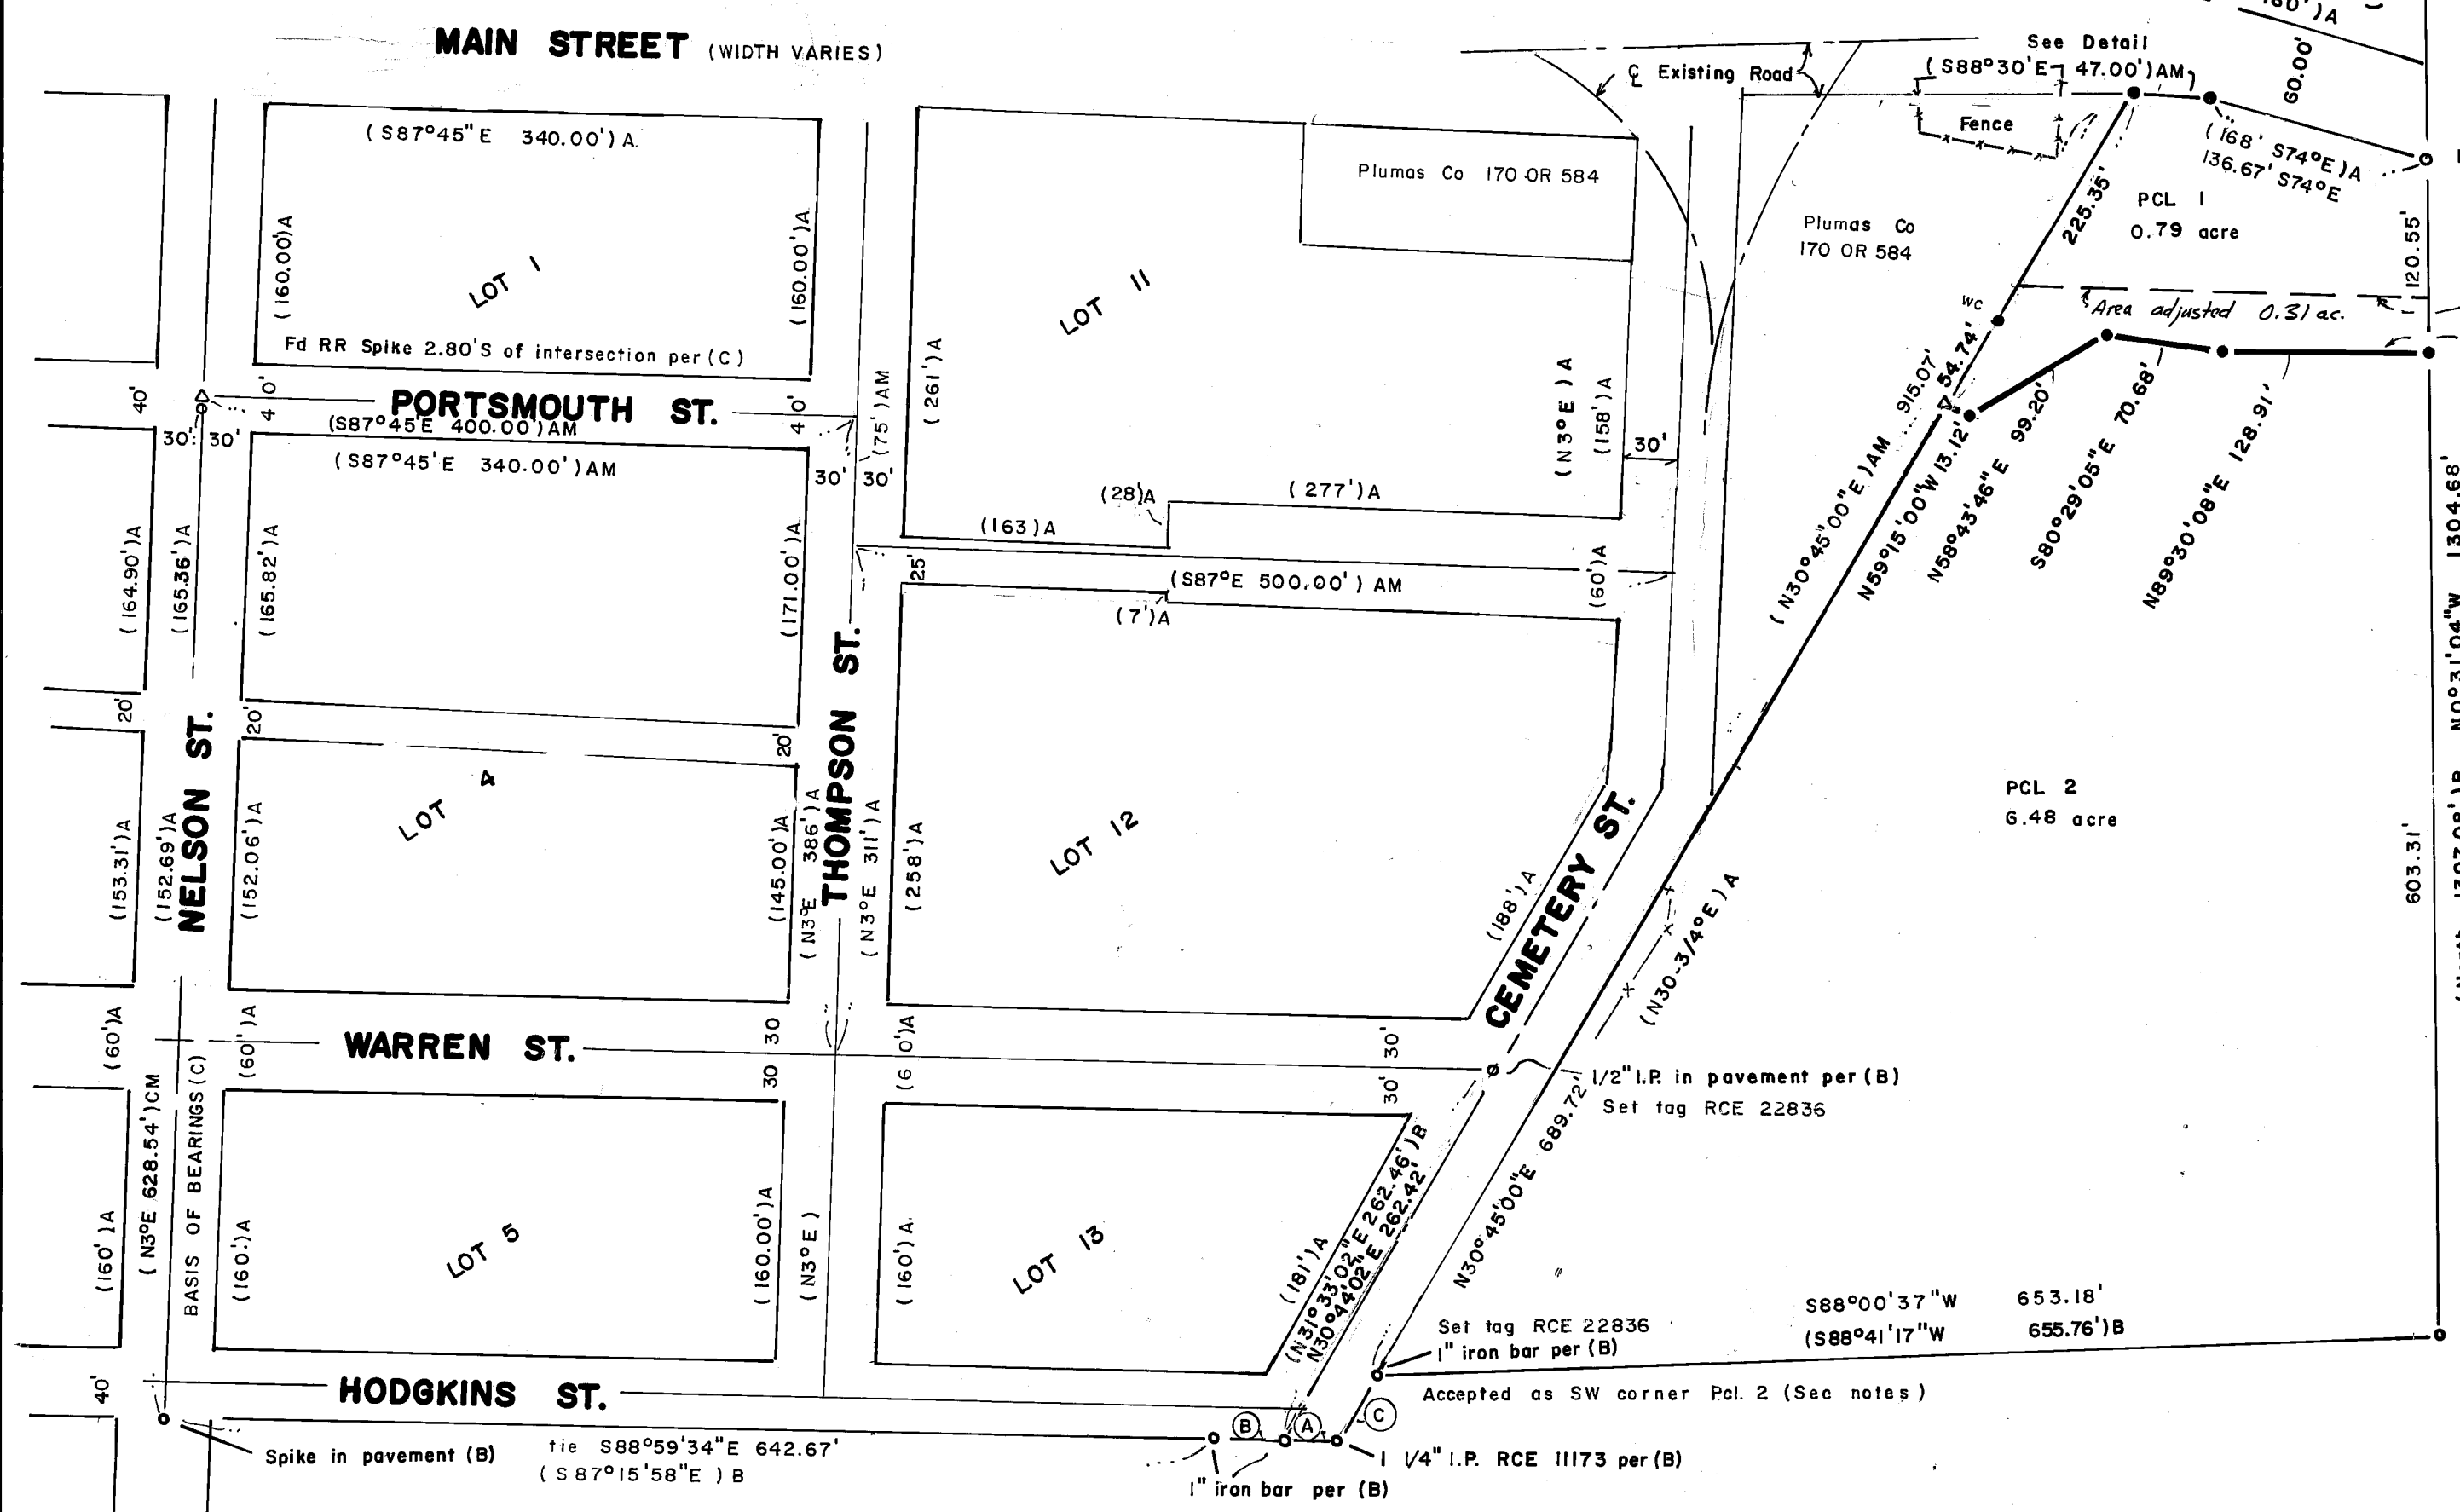 MAIN STREET (WIDTH VARIES)
160')A
60.00'
See Detail
(S88°30'E 47.00')AM
℄ Existing Road
Fence
(168' S74°E)A
136.67' S74°E
(S87°45"E 340.00')A
(160.00')A
(160.00')A
LOT 1
Fd RR Spike 2.80'S of intersection per (C)
Plumas Co 170 OR 584
LOT 11
(261')A
(N3°E)A
(158')A
30'
Plumas Co
170 OR 584
225.35'
PCL 1
0.79 acre
120.55'
WC
Area adjusted 0.31 ac.
54.74'
915.07'
(N30°45'00"E)AM
N59°15'00"W 13.12'
N58°43'46"E 99.20'
S80°29'05"E 70.68'
N89°30'08"E 128.91'
1304.68'
N0°31'04"W
40'
40'
PORTSMOUTH ST.
40'
(S87°45'E 400.00')AM
30' 30'
(75')AM
(S87°45'E 340.00')AM
30' 30'
(164.90')A
(165.36')A
(165.82')A
(171.00')A
(163)A
(28')A
(277')A
25'
(S87°E 500.00')AM
(60')A
(7')A
20'
20'
20'
NELSON ST.
THOMPSON ST.
LOT 4
(153.31')A
(152.69')A
(152.06')A
(145.00')A
(N3°E 386')A
(N3°E 311')A
(258')A
LOT 12
(188')A
CEMETERY ST.
(N30-3/4°E)A
PCL 2
6.48 acre
603.31'
(60')A
(60')A
WARREN ST.
30
30
(60')A
30'
30'
1/2" I.P. in pavement per (B)
Set tag RCE 22836
(160')A
(N3°E 628.54')CM
BASIS OF BEARINGS (C)
(160')A
LOT 5
(160.00')A
(N3°E)
(160')A
LOT 13
(181')A
(N31°33'02"E 262.46')B
N30°44'02"E 262.42'
N30°45'00"E 689.72'
S88°00'37"W 653.18'
(S88°41'17"W 655.76')B
Set tag RCE 22836
1" iron bar per (B)
Accepted as SW corner Pcl. 2 (See notes)
40'
HODGKINS ST.
B
A
C
Spike in pavement (B)
tie S88°59'34"E 642.67'
(S87°15'58"E)B
1" iron bar per (B)
1 1/4" I.P. RCE 11173 per (B)